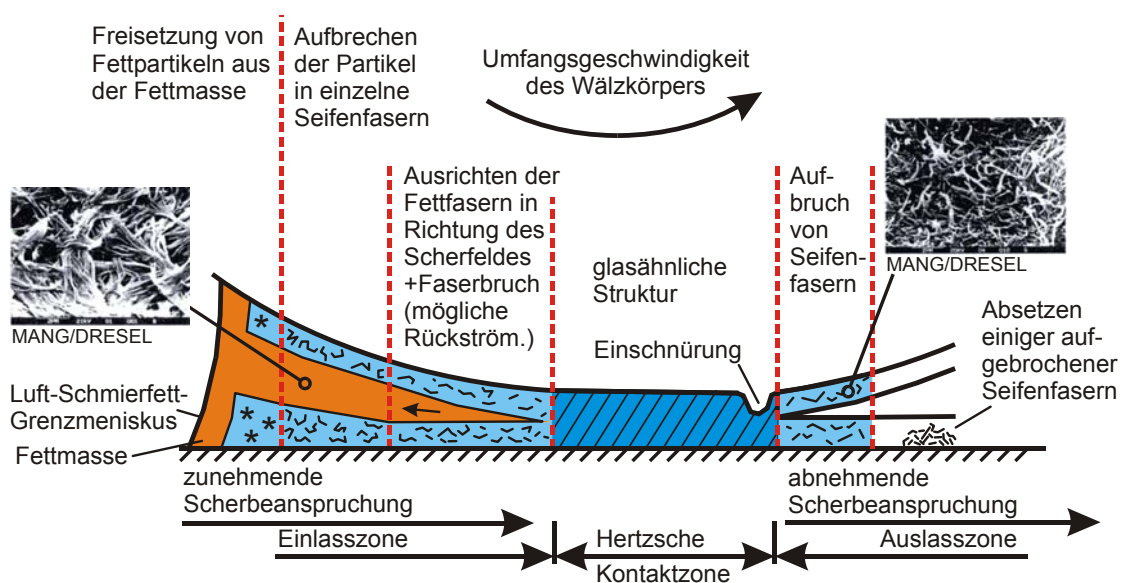 Freisetzung von
Fettpartikeln aus
der Fettmasse
Aufbrechen
der Partikel
in einzelne
Seifenfasern
Umfangsgeschwindigkeit
des Wälzkörpers
Ausrichten der
Fettfasern in
Richtung des
Scherfeldes
+Faserbruch
(mögliche
Rückström.)
glasähnliche
Struktur
Einschnürung
Auf-
bruch
von
Seifen-
fasern
MANG/DRESEL
MANG/DRESEL
Absetzen
einiger auf-
gebrochener
Seifenfasern
Luft-Schmierfett-
Grenzmeniskus
Fettmasse
zunehmende
Scherbeanspruchung
abnehmende
Scherbeanspruchung
Einlasszone
Hertzsche
Kontaktzone
Auslasszone